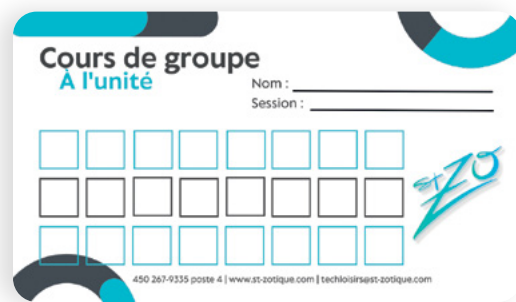 Cours de groupe
À l'unité
Nom :
Session :
st ZO
450 267-9335 poste 4 | www.st-zotique.com | techloisirs@st-zotique.com